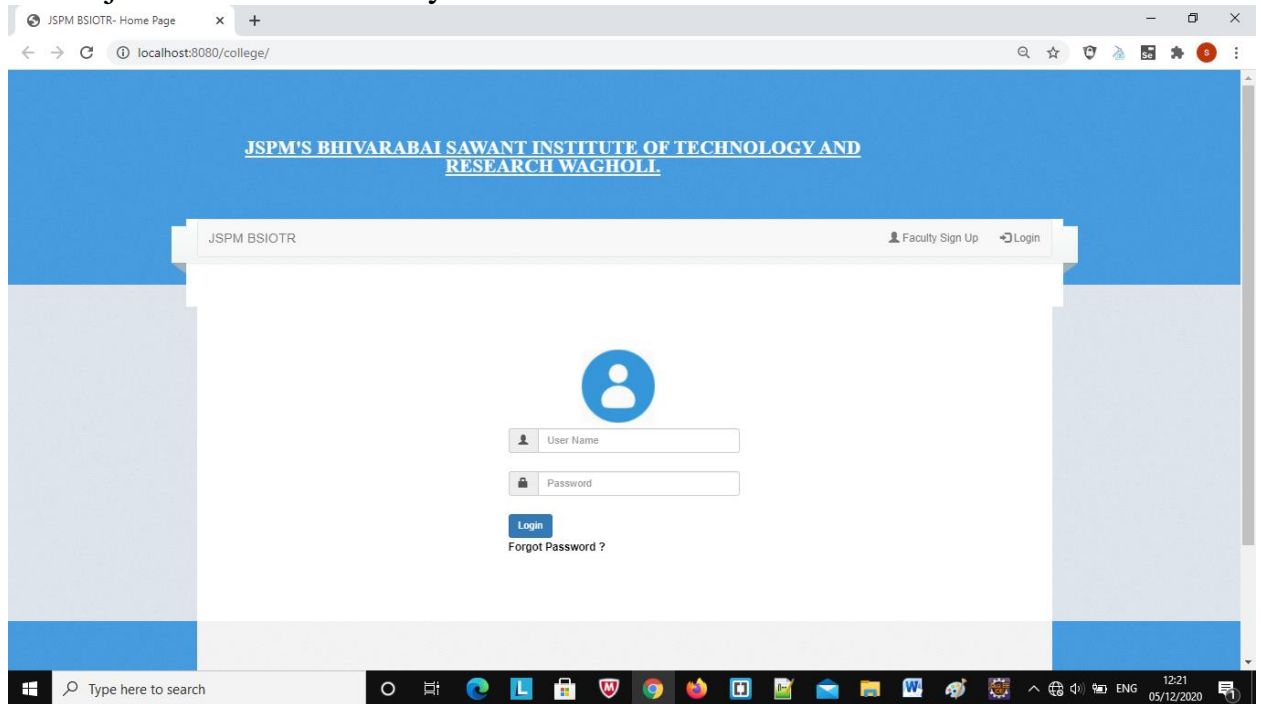 JSPM BSIOTR- Home Page
localhost:8080/college/
Se
s
JSPM'S BHIVARABAI SAWANT INSTITUTE OF TECHNOLOGY AND
RESEARCH WAGHOLI.
JSPM BSIOTR
Faculty Sign Up
Login
User Name
Password
Login
Forgot Password ?
Type here to search
L
W
ENG
12:21
05/12/2020
1